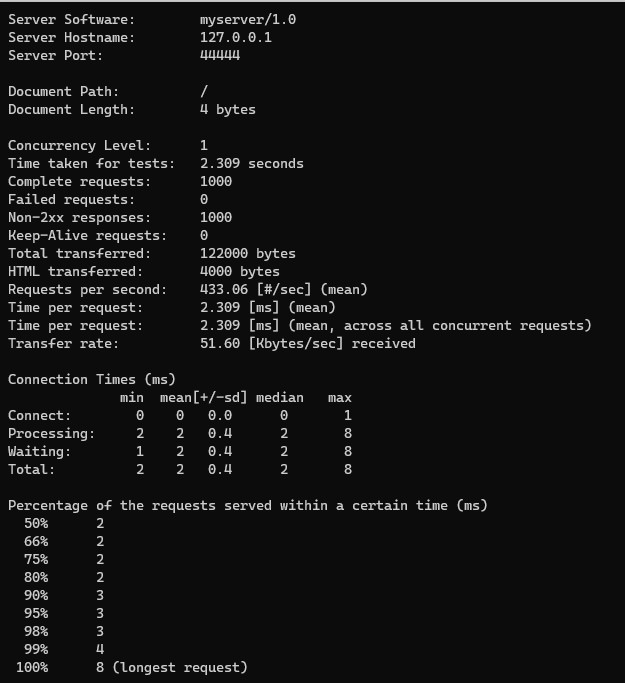 Server Software:        myserver/1.0
Server Hostname:        127.0.0.1
Server Port:            44444

Document Path:          /
Document Length:        4 bytes

Concurrency Level:      1
Time taken for tests:   2.309 seconds
Complete requests:      1000
Failed requests:        0
Non-2xx responses:      1000
Keep-Alive requests:    0
Total transferred:      122000 bytes
HTML transferred:       4000 bytes
Requests per second:    433.06 [#/sec] (mean)
Time per request:       2.309 [ms] (mean)
Time per request:       2.309 [ms] (mean, across all concurrent requests)
Transfer rate:          51.60 [Kbytes/sec] received

Connection Times (ms)
              min  mean[+/-sd] median   max
Connect:        0    0   0.0      0       1
Processing:     2    2   0.4      2       8
Waiting:        1    2   0.4      2       8
Total:          2    2   0.4      2       8

Percentage of the requests served within a certain time (ms)
  50%      2
  66%      2
  75%      2
  80%      2
  90%      3
  95%      3
  98%      3
  99%      4
 100%      8 (longest request)